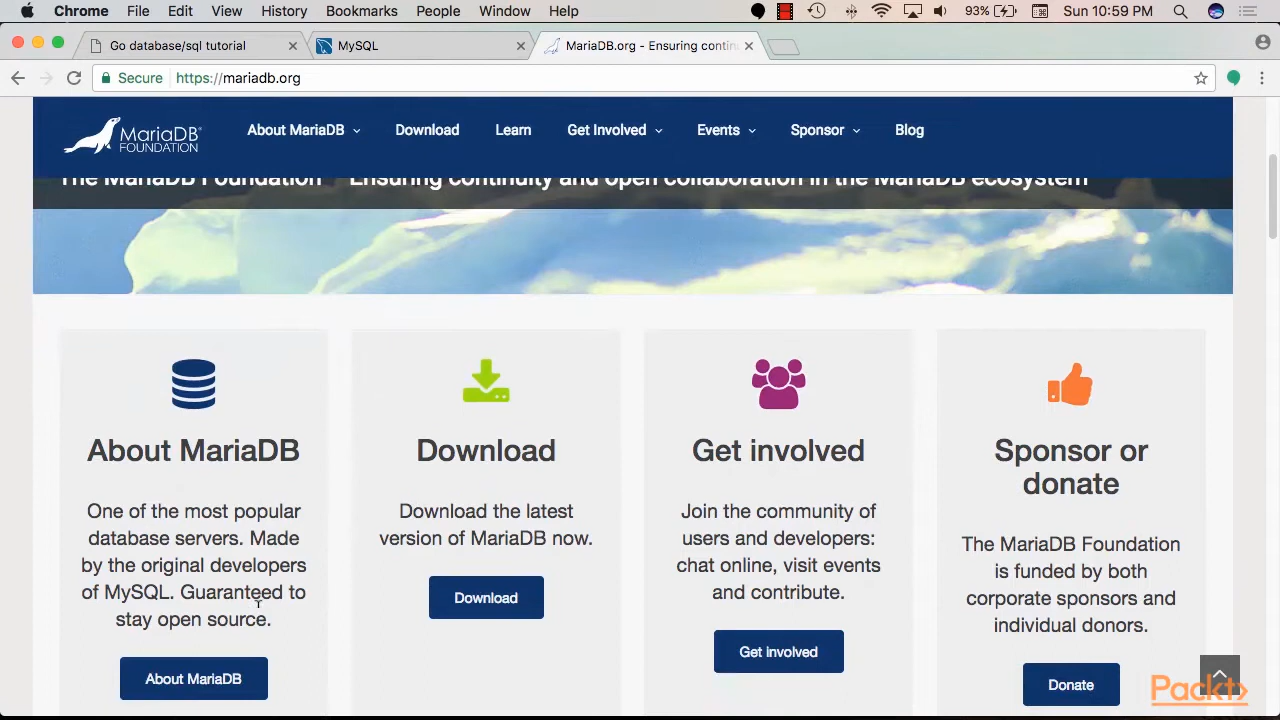 Chrome File Edit View History Bookmarks People Window Help 93% Sun 10:59 PM
Go database/sql tutorial MySQL MariaDB.org - Ensuring contin
Secure https://mariadb.org
MariaDB
FOUNDATION
About MariaDB Download Learn Get Involved Events Sponsor Blog
The MariaDB Foundation - Ensuring continuity and open collaboration in the MariaDB ecosystem
About MariaDB
One of the most popular
database servers. Made
by the original developers
of MySQL. Guaranteed to
stay open source.
About MariaDB
Download
Download the latest
version of MariaDB now.
Download
Get involved
Join the community of
users and developers:
chat online, visit events
and contribute.
Get involved
Sponsor or
donate
The MariaDB Foundation
is funded by both
corporate sponsors and
individual donors.
Donate
Packt>